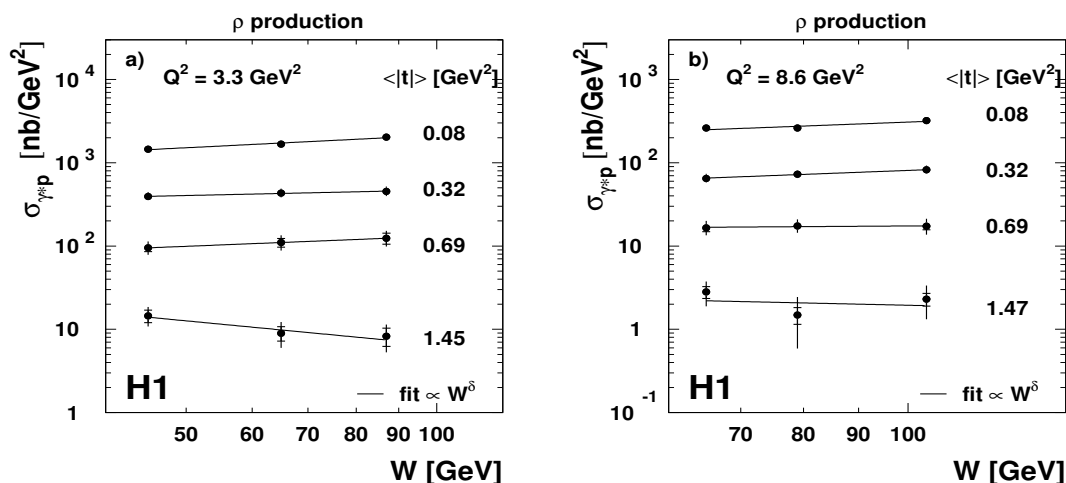 ρ production
a)
Q² = 3.3 GeV²
<|t|> [GeV²]
0.08
0.32
0.69
1.45
H1
fit ∝ W^δ
σγ*p [nb/GeV²]
10⁴
10³
10²
10
1
50 60 70 80 90 100
W [GeV]
ρ production
b)
Q² = 8.6 GeV²
<|t|> [GeV²]
0.08
0.32
0.69
1.47
H1
fit ∝ W^δ
σγ*p [nb/GeV²]
10³
10²
10
1
10⁻¹
70 80 90 100
W [GeV]